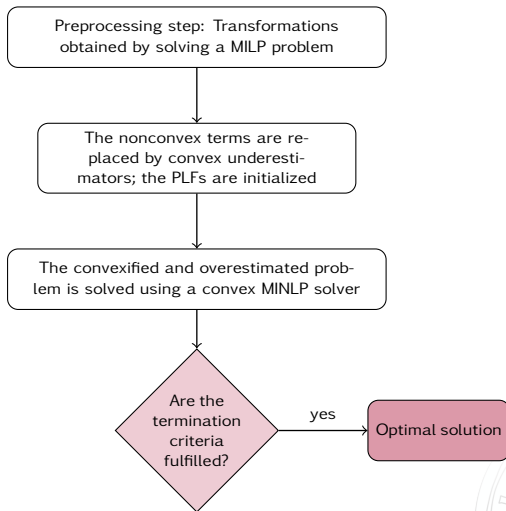 Preprocessing step: Transformations
obtained by solving a MILP problem
The nonconvex terms are re-
placed by convex underesti-
mators; the PLFs are initialized
The convexified and overestimated prob-
lem is solved using a convex MINLP solver
Are the
termination
criteria
fulfilled?
yes
Optimal solution